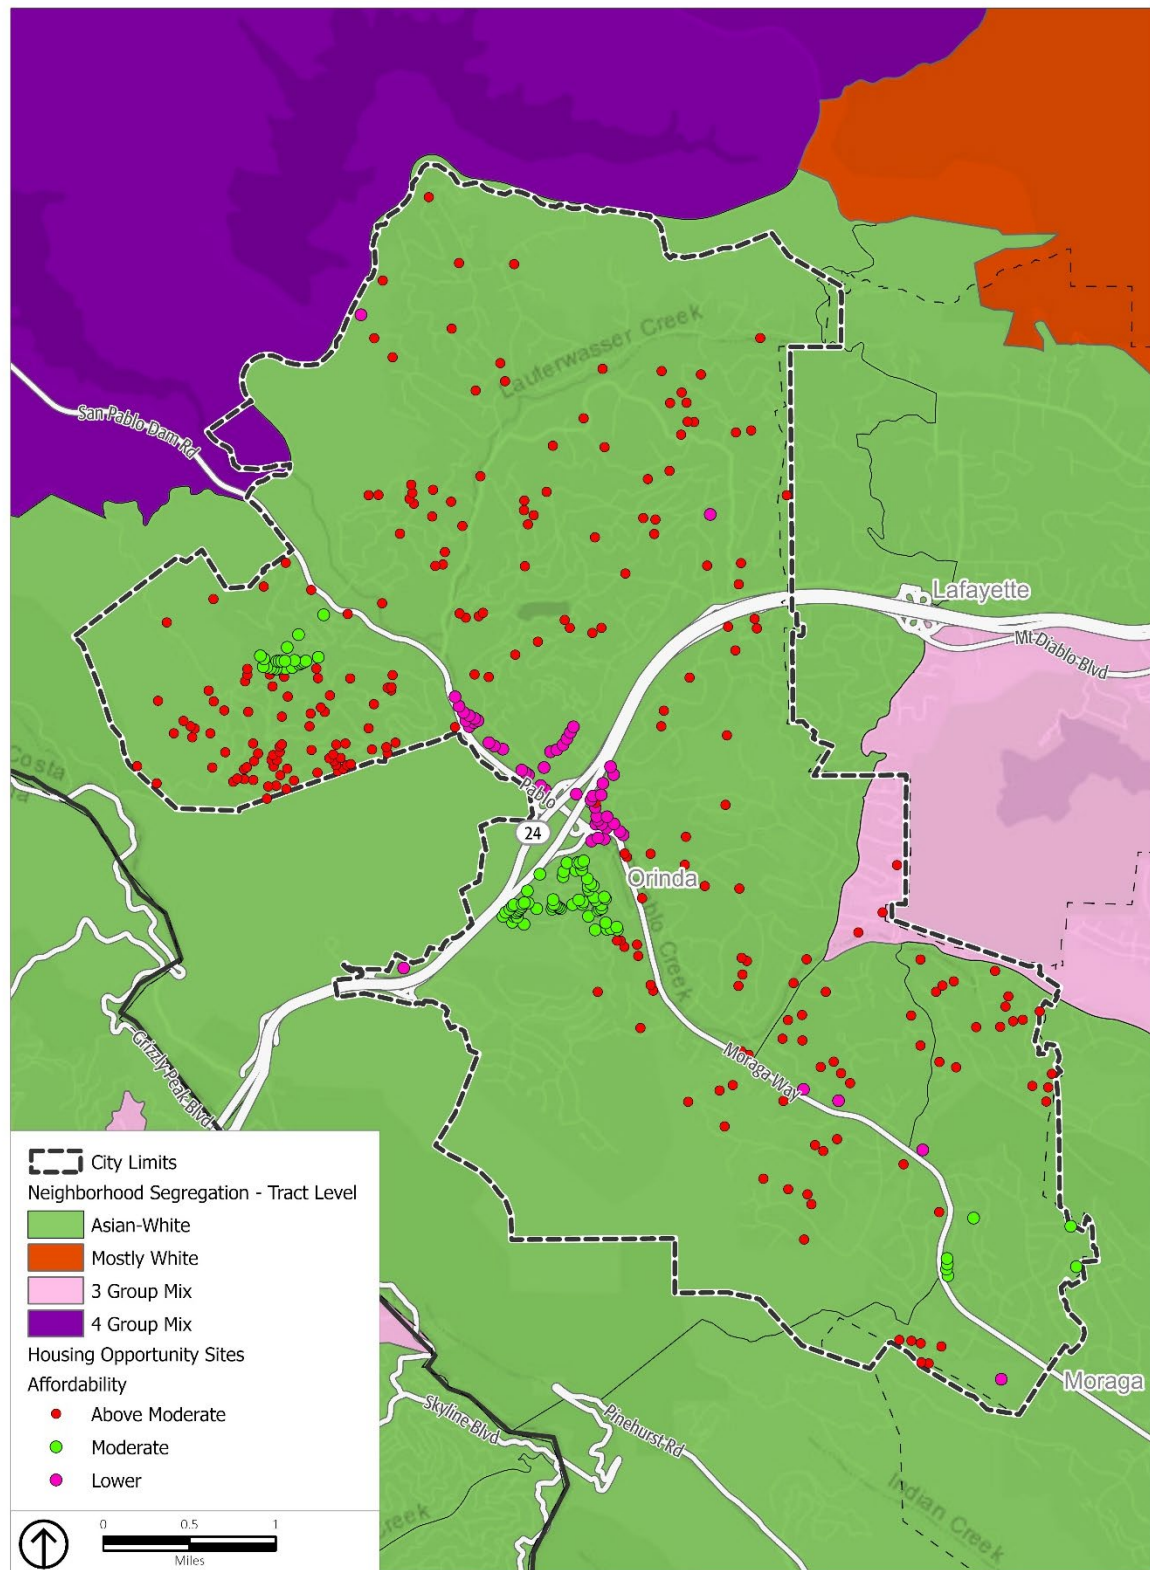 Lauterwasser Creek
San Pablo Dam Rd
Lafayette
Mt Diablo Blvd
Costa
Pablo
24
Orinda
blo Creek
Grizzly Peak Blvd
Moraga Way
City Limits
Neighborhood Segregation - Tract Level
Asian-White
Mostly White
3 Group Mix
4 Group Mix
Housing Opportunity Sites
Affordability
Above Moderate
Moderate
Lower
0 0.5 1
Miles
Moraga
Skyline Blvd
Pinehurst Rd
Indian Creek
Creek